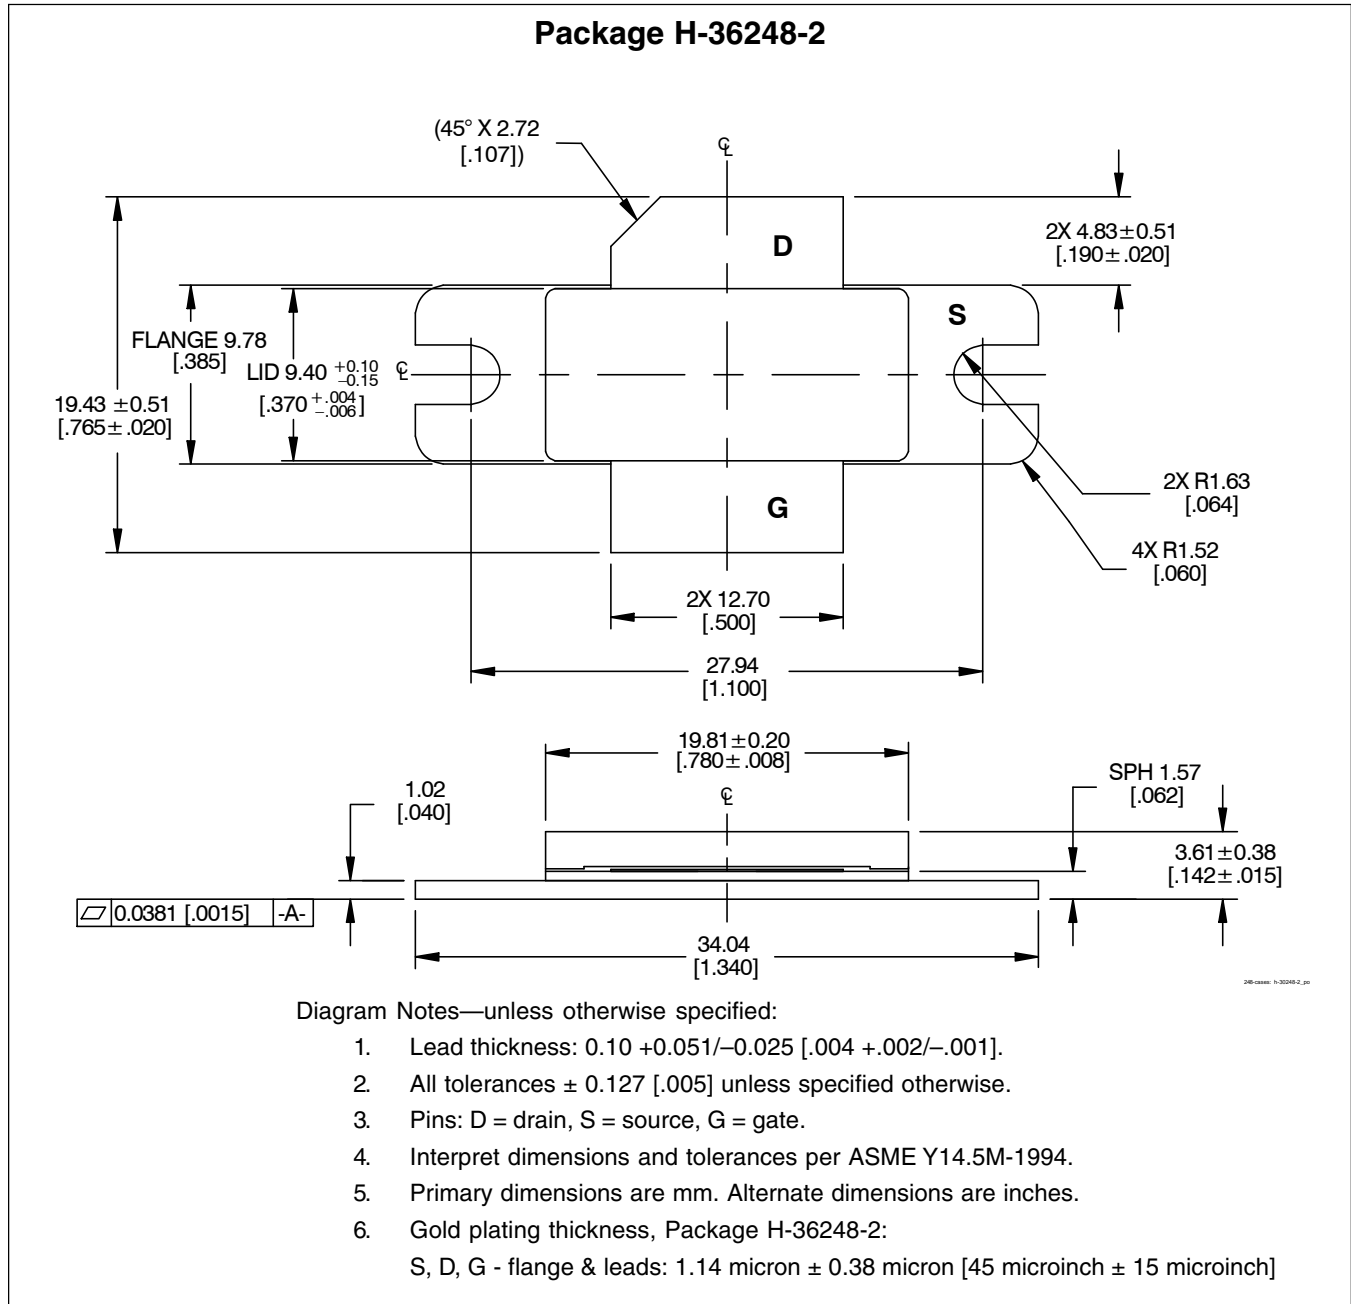 Package H-36248-2
(45° X 2.72
[.107])
℄
2X 4.83±0.51
[.190±.020]
D
S
FLANGE 9.78
[.385]
LID 9.40 +0.10
−0.15
℄
[.370 +.004
−.006]
19.43 ±0.51
[.765±.020]
2X R1.63
[.064]
G
4X R1.52
[.060]
2X 12.70
[.500]
27.94
[1.100]
19.81±0.20
[.780±.008]
SPH 1.57
[.062]
1.02
[.040]
℄
3.61±0.38
[.142±.015]
⏥ 0.0381 [.0015] -A-
34.04
[1.340]
248-cases: h-30248-2_po
Diagram Notes—unless otherwise specified:
1. Lead thickness: 0.10 +0.051/–0.025 [.004 +.002/–.001].
2. All tolerances ± 0.127 [.005] unless specified otherwise.
3. Pins: D = drain, S = source, G = gate.
4. Interpret dimensions and tolerances per ASME Y14.5M-1994.
5. Primary dimensions are mm. Alternate dimensions are inches.
6. Gold plating thickness, Package H-36248-2:
S, D, G - flange & leads: 1.14 micron ± 0.38 micron [45 microinch ± 15 microinch]